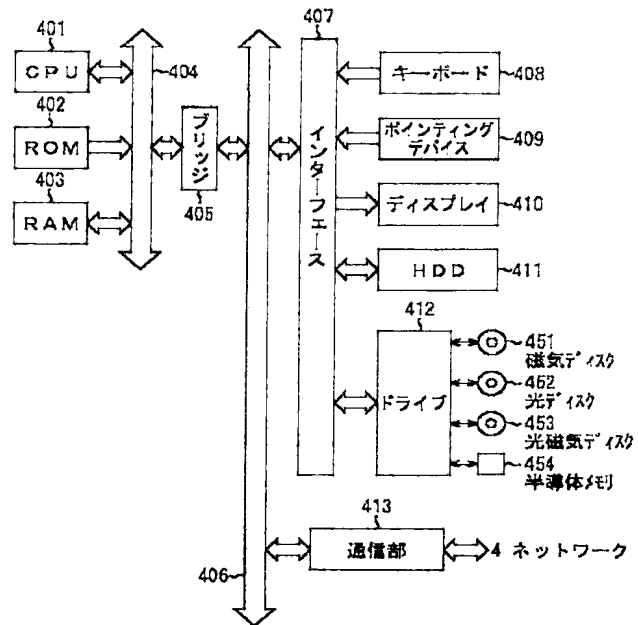 401
CPU
402
ROM
403
RAM
404
ブリッジ
405
406
407
インターフェース
キーボード
408
ポインティング
デバイス
409
ディスプレイ
410
HDD
411
412
ドライブ
451
磁気ディスク
452
光ディスク
453
光磁気ディスク
454
半導体メモリ
413
通信部
4 ネットワーク